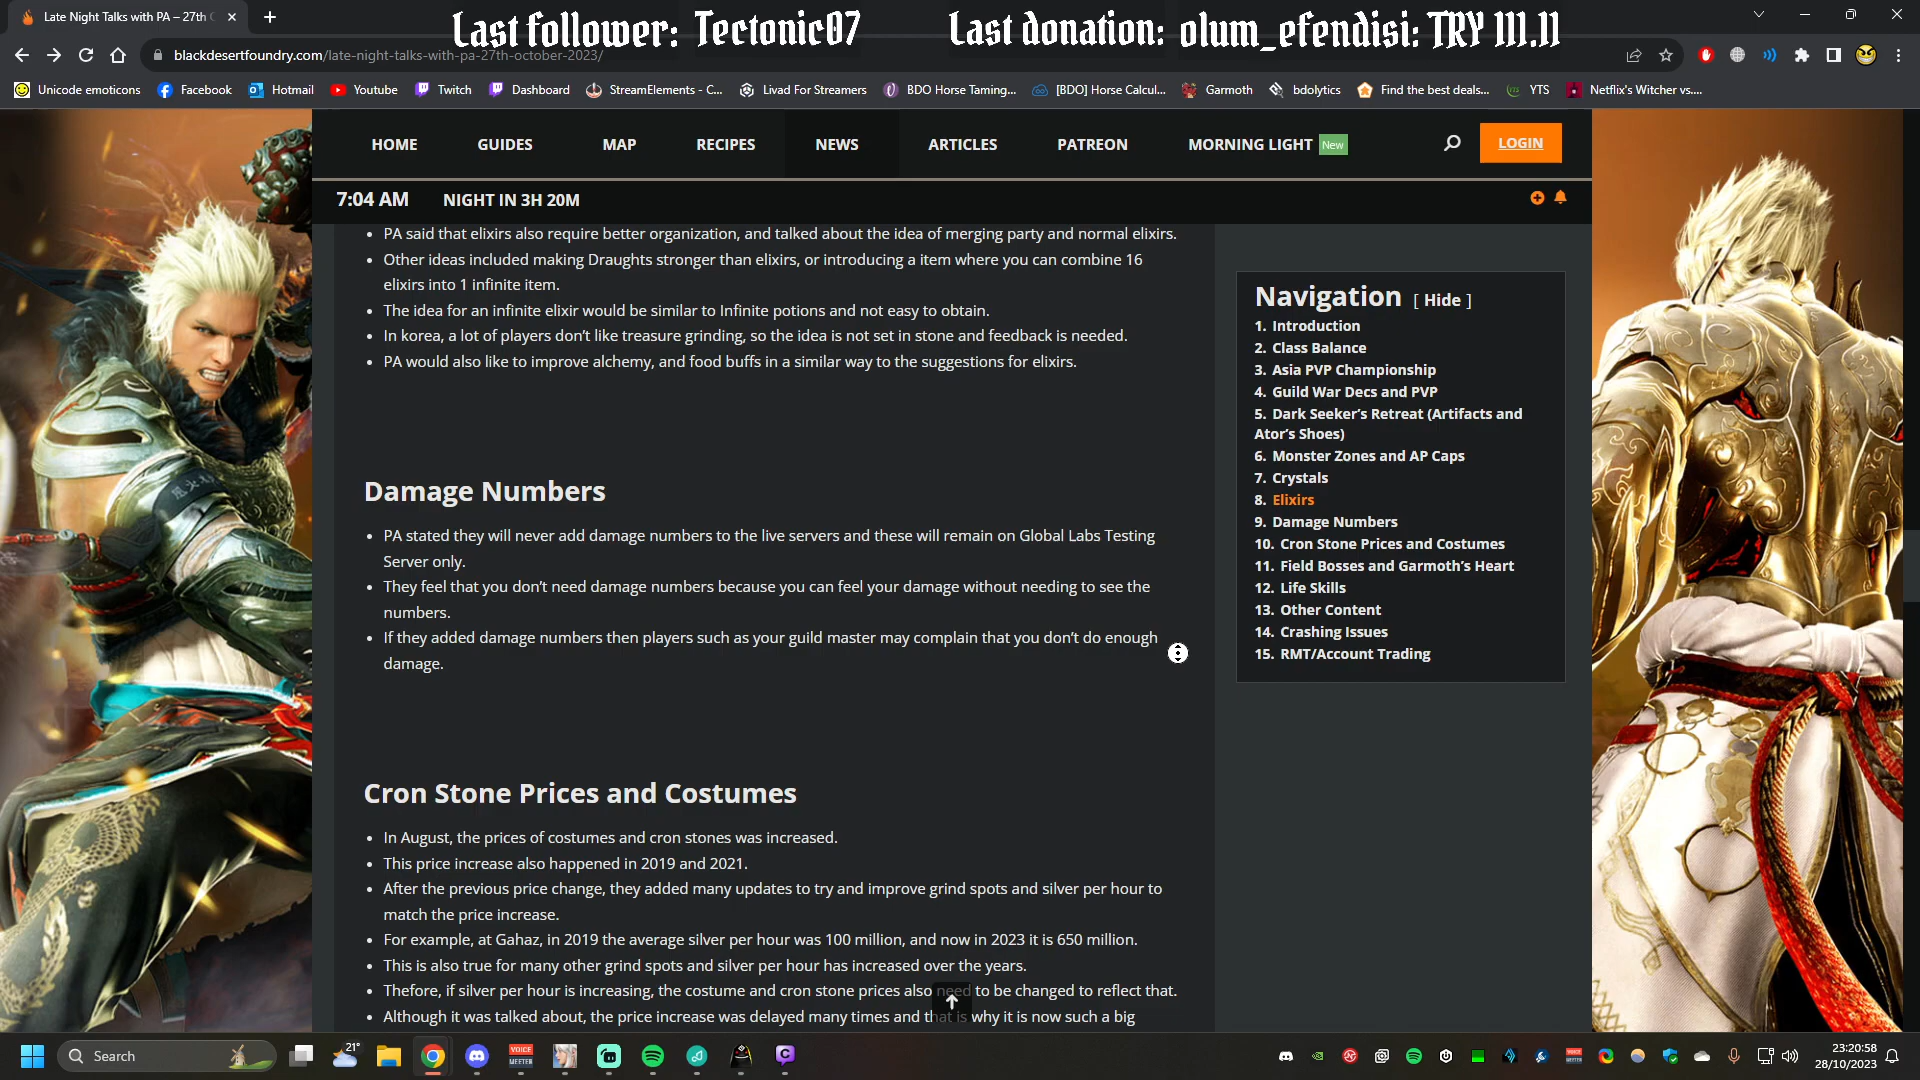 Late Night Talks with PA – 27th
Last follower: Tectonic07
Last donation: olum_efendisi: TRY 111.11
blackdesertfoundry.com/late-night-talks-with-pa-27th-october-2023/
Unicode emoticons
Facebook
Hotmail
Youtube
Twitch
Dashboard
StreamElements - C...
Livad For Streamers
BDO Horse Taming...
[BDO] Horse Calcul...
Garmoth
bdolytics
Find the best deals...
YTS
Netflix's Witcher vs....
HOME
GUIDES
MAP
RECIPES
NEWS
ARTICLES
PATREON
MORNING LIGHT New
LOGIN
7:04 AM
NIGHT IN 3H 20M
• PA said that elixirs also require better organization, and talked about the idea of merging party and normal elixirs.
• Other ideas included making Draughts stronger than elixirs, or introducing a item where you can combine 16
elixirs into 1 infinite item.
• The idea for an infinite elixir would be similar to Infinite potions and not easy to obtain.
• In korea, a lot of players don't like treasure grinding, so the idea is not set in stone and feedback is needed.
• PA would also like to improve alchemy, and food buffs in a similar way to the suggestions for elixirs.
Damage Numbers
• PA stated they will never add damage numbers to the live servers and these will remain on Global Labs Testing
Server only.
• They feel that you don't need damage numbers because you can feel your damage without needing to see the
numbers.
• If they added damage numbers then players such as your guild master may complain that you don't do enough
damage.
Cron Stone Prices and Costumes
• In August, the prices of costumes and cron stones was increased.
• This price increase also happened in 2019 and 2021.
• After the previous price change, they added many updates to try and improve grind spots and silver per hour to
match the price increase.
• For example, at Gahaz, in 2019 the average silver per hour was 100 million, and now in 2023 it is 650 million.
• This is also true for many other grind spots and silver per hour has increased over the years.
• Thefore, if silver per hour is increasing, the costume and cron stone prices also need to be changed to reflect that.
• Although it was talked about, the price increase was delayed many times and that is why it is now such a big
Navigation [ Hide ]
1. Introduction
2. Class Balance
3. Asia PVP Championship
4. Guild War Decs and PVP
5. Dark Seeker's Retreat (Artifacts and
Ator's Shoes)
6. Monster Zones and AP Caps
7. Crystals
8. Elixirs
9. Damage Numbers
10. Cron Stone Prices and Costumes
11. Field Bosses and Garmoth's Heart
12. Life Skills
13. Other Content
14. Crashing Issues
15. RMT/Account Trading
Search
21°
VOICE
MEETER
23:20:58
28/10/2023